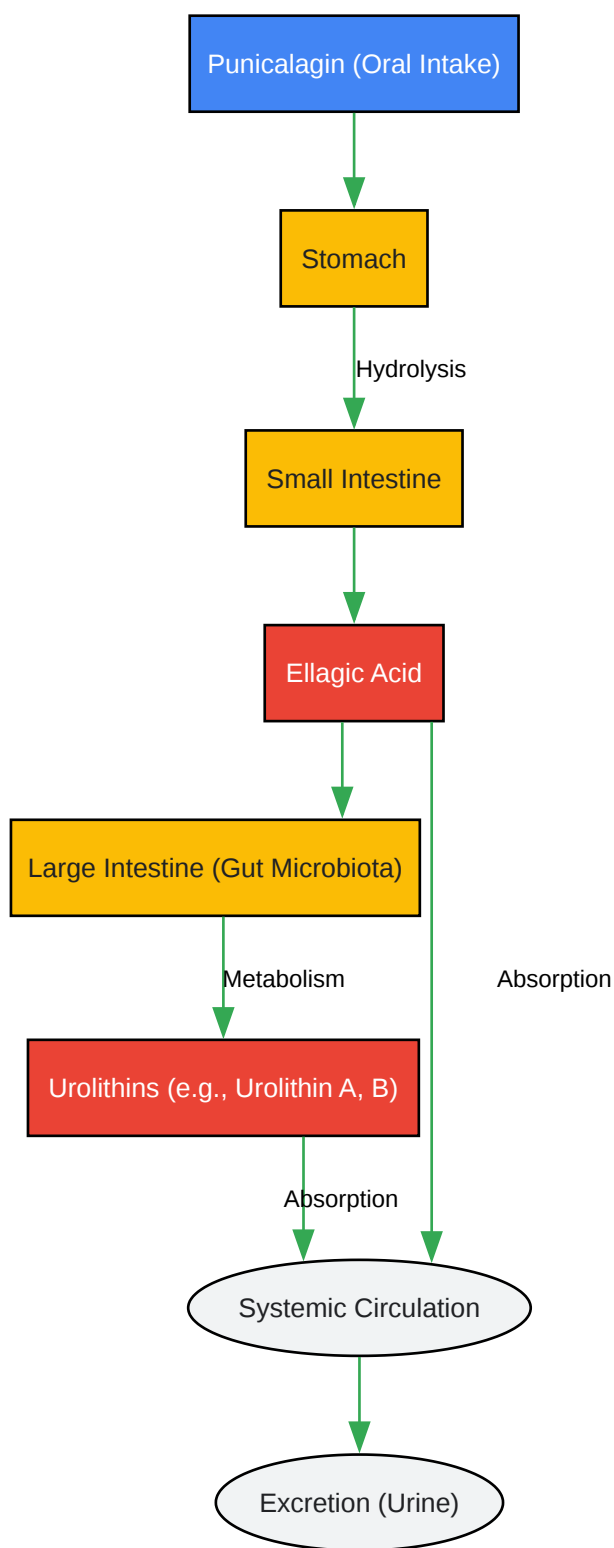 Punicalagin (Oral Intake)
Stomach
Hydrolysis
Small Intestine
Ellagic Acid
Large Intestine (Gut Microbiota)
Metabolism
Absorption
Urolithins (e.g., Urolithin A, B)
Absorption
Systemic Circulation
Excretion (Urine)